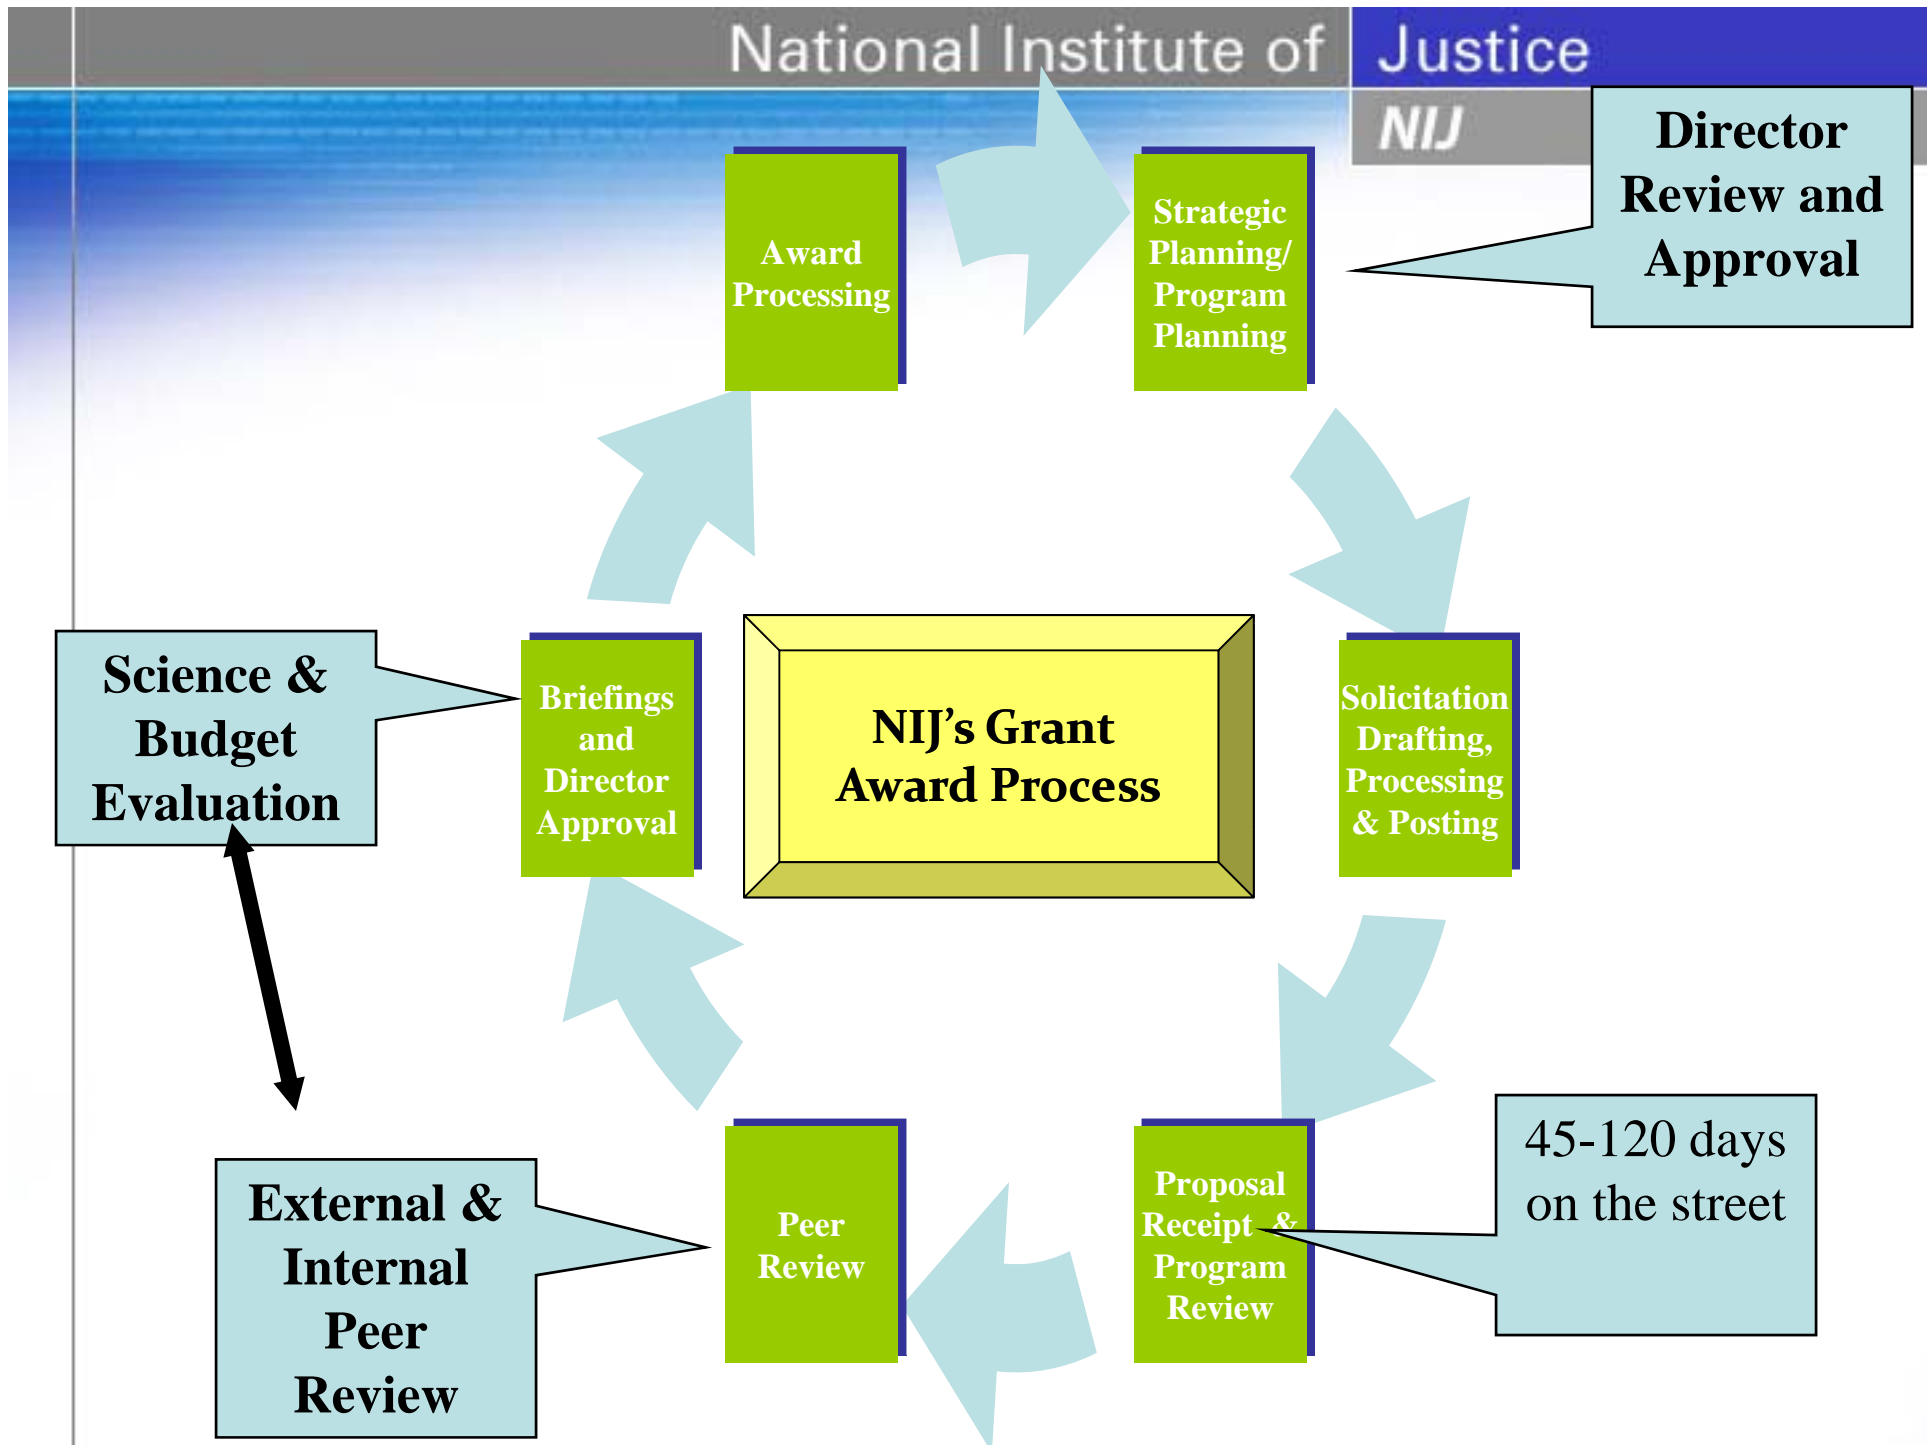 National Institute of Justice
NIJ
Director
Review and
Approval
Award
Processing
Strategic
Planning/
Program
Planning
Science &
Budget
Evaluation
Briefings
and
Director
Approval
NIJ's Grant
Award Process
Solicitation
Drafting,
Processing
& Posting
External &
Internal
Peer
Review
Peer
Review
Proposal
Receipt &
Program
Review
45-120 days
on the street